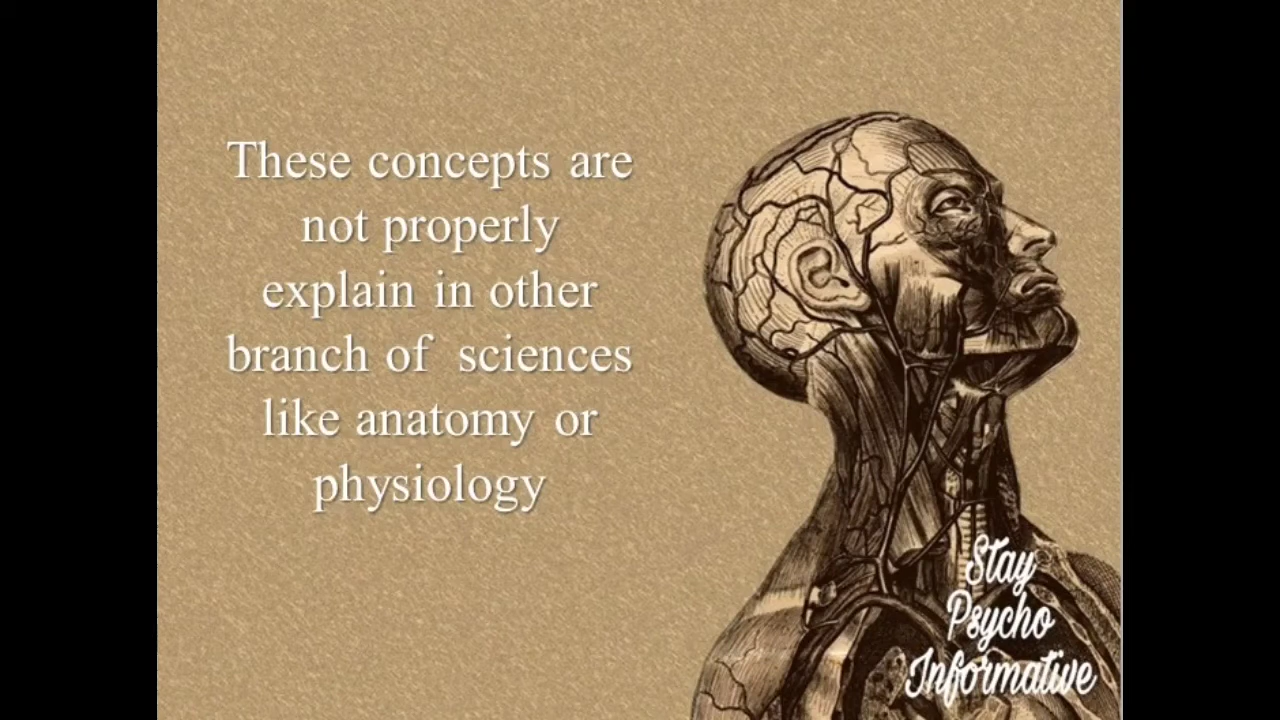 These concepts are
not properly
explain in other
branch of sciences
like anatomy or
physiology
Stay
Psycho
Informative